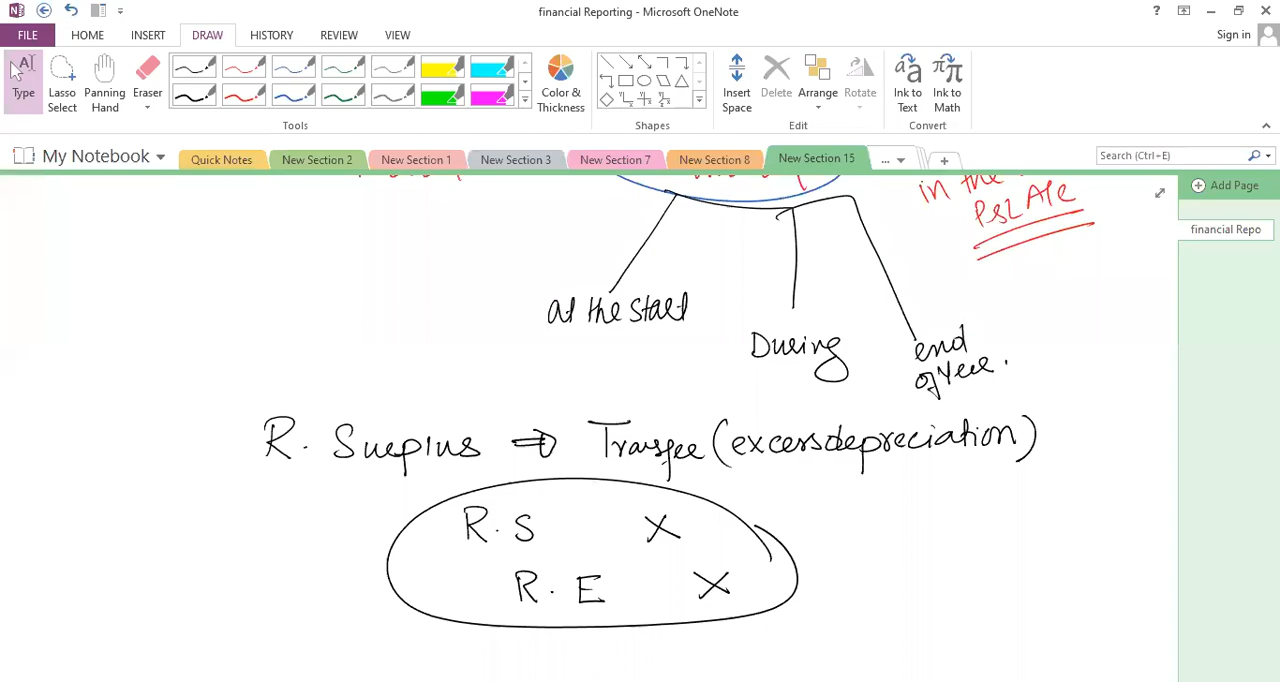 financial Reporting - Microsoft OneNote
FILE HOME INSERT DRAW HISTORY REVIEW VIEW Sign in
Type Lasso Select Panning Hand Eraser Color & Thickness Insert Space Delete Arrange Rotate Ink to Text Ink to Math
Tools Shapes Edit Convert
My Notebook Quick Notes New Section 2 New Section 1 New Section 3 New Section 7 New Section 8 New Section 15 ... Search (Ctrl+E)
Add Page
financial Repo
in the
P&L A/c
at the start
During
end
of Year.
R. Surplus ⇒ Transfer (excess depreciation)
R.S X
R.E X